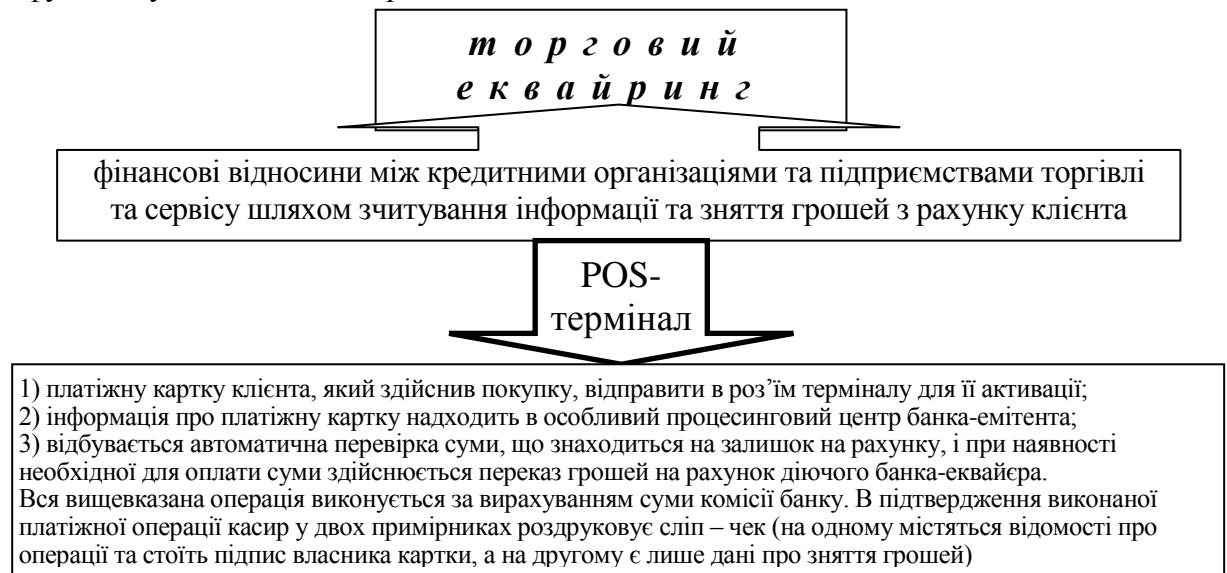 т о р г о в и й
е к в а й р и н г
фінансові відносини між кредитними організаціями та підприємствами торгівлі
та сервісу шляхом зчитування інформації та зняття грошей з рахунку клієнта
POS-
термінал
1) платіжну картку клієнта, який здійснив покупку, відправити в роз’їм терміналу для її активації;
2) інформація про платіжну картку надходить в особливий процесинговий центр банка-емітента;
3) відбувається автоматична перевірка суми, що знаходиться на залишок на рахунку, і при наявності
необхідної для оплати суми здійснюється переказ грошей на рахунок діючого банка-еквайєра.
Вся вищевказана операція виконується за вирахуванням суми комісії банку. В підтвердження виконаної
платіжної операції касир у двох примірниках роздруковує сліп – чек (на одному містяться відомості про
операції та стоїть підпис власника картки, а на другому є лише дані про зняття грошей)